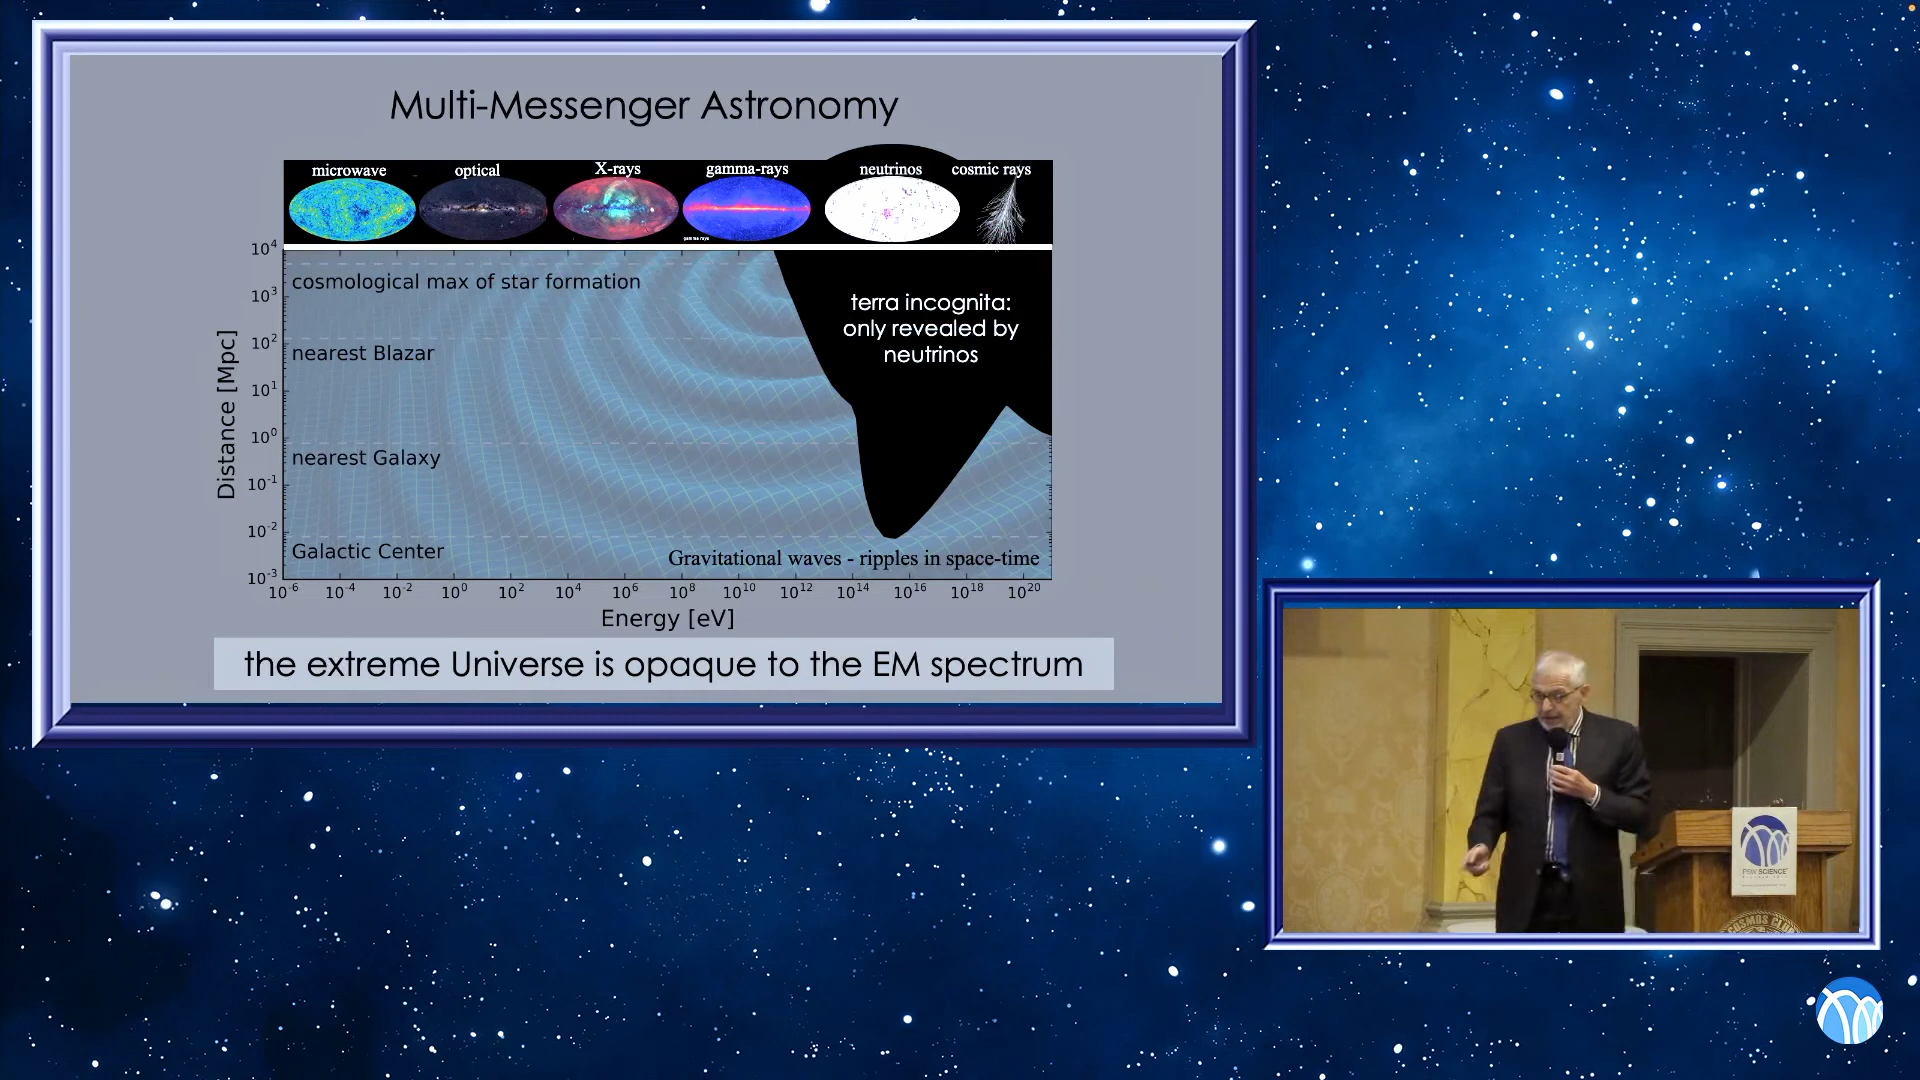 Multi-Messenger Astronomy
microwave
optical
X-rays
gamma-rays
neutrinos
cosmic rays
gamma rays
10⁴
10³
10²
10¹
10⁰
10⁻¹
10⁻²
10⁻³
Distance [Mpc]
cosmological max of star formation
nearest Blazar
nearest Galaxy
Galactic Center
terra incognita:
only revealed by
neutrinos
Gravitational waves - ripples in space-time
10⁻⁶ 10⁻⁴ 10⁻² 10⁰ 10² 10⁴ 10⁶ 10⁸ 10¹⁰ 10¹² 10¹⁴ 10¹⁶ 10¹⁸ 10²⁰
Energy [eV]
the extreme Universe is opaque to the EM spectrum
PSW SCIENCE
COSMOS CLUB